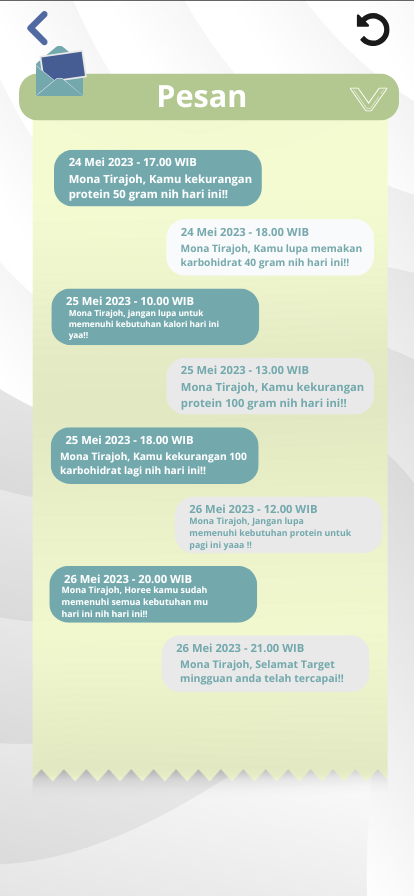 Pesan
24 Mei 2023 - 17.00 WIB
Mona Tirajoh, Kamu kekurangan
protein 50 gram nih hari ini!!
24 Mei 2023 - 18.00 WIB
Mona Tirajoh, Kamu lupa memakan
karbohidrat 40 gram nih hari ini!!
25 Mei 2023 - 10.00 WIB
Mona Tirajoh, jangan lupa untuk
memenuhi kebutuhan kalori hari ini
yaa!!
25 Mei 2023 - 13.00 WIB
Mona Tirajoh, Kamu kekurangan
protein 100 gram nih hari ini!!
25 Mei 2023 - 18.00 WIB
Mona Tirajoh, Kamu kekurangan 100
karbohidrat lagi nih hari ini!!
26 Mei 2023 - 12.00 WIB
Mona Tirajoh, Jangan lupa
memenuhi kebutuhan protein untuk
pagi ini yaaa !!
26 Mei 2023 - 20.00 WIB
Mona Tirajoh, Horee kamu sudah
memenuhi semua kebutuhan mu
hari ini nih hari ini!!
26 Mei 2023 - 21.00 WIB
Mona Tirajoh, Selamat Target
mingguan anda telah tercapai!!